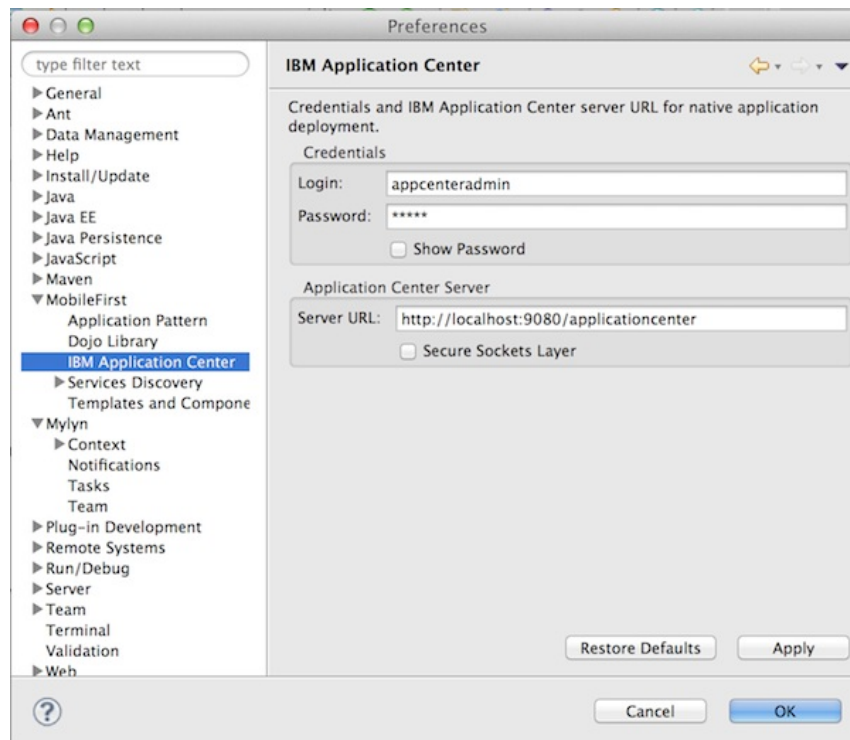 Preferences
type filter text
General
Ant
Data Management
Help
Install/Update
Java
Java EE
Java Persistence
JavaScript
Maven
MobileFirst
Application Pattern
Dojo Library
IBM Application Center
Services Discovery
Templates and Compone
Mylyn
Context
Notifications
Tasks
Team
Plug-in Development
Remote Systems
Run/Debug
Server
Team
Terminal
Validation
Web
IBM Application Center
Credentials and IBM Application Center server URL for native application
deployment.
Credentials
Login: appcenteradmin
Password: *****
Show Password
Application Center Server
Server URL: http://localhost:9080/applicationcenter
Secure Sockets Layer
Restore Defaults Apply
? Cancel OK